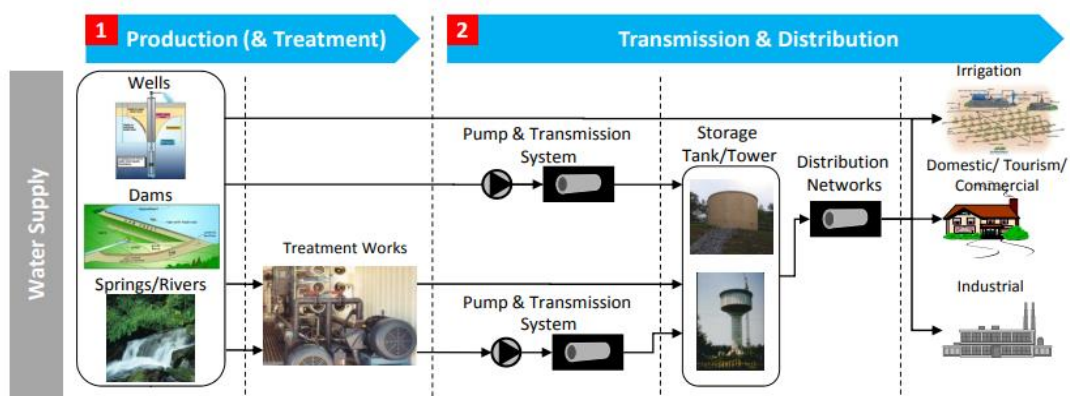 1
Production (& Treatment)
2
Transmission & Distribution
Water Supply
Wells
Dams
Springs/Rivers
Treatment Works
Pump & Transmission
System
Pump & Transmission
System
Storage
Tank/Tower
Distribution
Networks
Irrigation
Domestic/ Tourism/
Commercial
Industrial